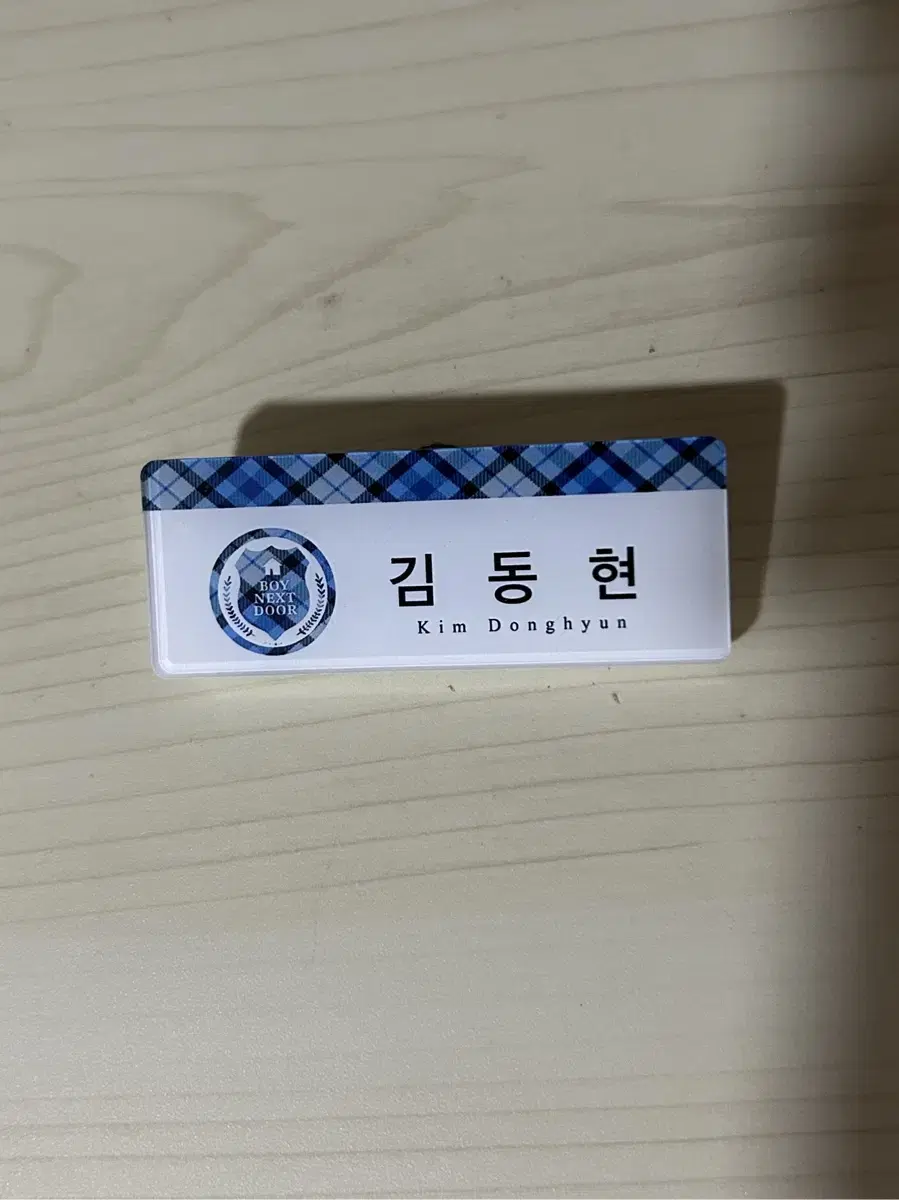 BOY
NEXT
DOOR
김 동 현
Kim Donghyun